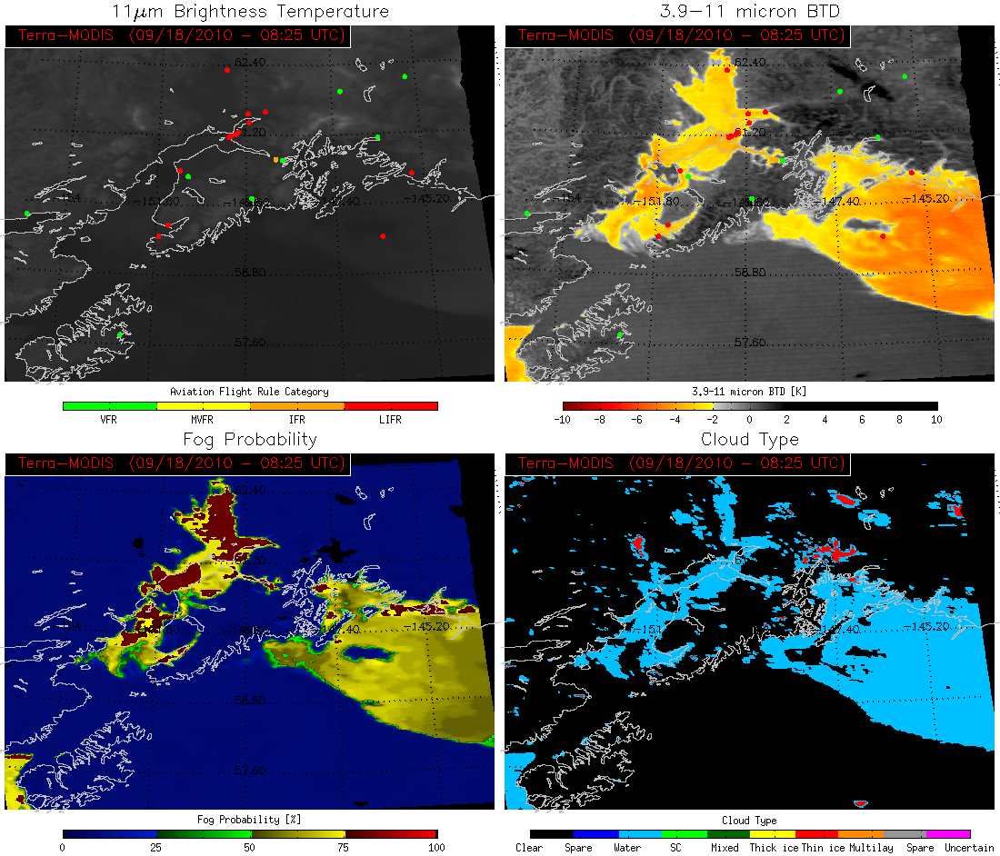 11μm Brightness Temperature
3.9-11 micron BTD
Terra-MODIS (09/18/2010 - 08:25 UTC)
Terra-MODIS (09/18/2010 - 08:25 UTC)
62.40
62.40
61.20
-154
-151.80
-147.40
-145.20
-154
-151.80
-147.40
-145.20
58.80
58.80
57.60
57.60
Aviation Flight Rule Category
3.9-11 micron BTD [K]
VFR MVFR IFR LIFR
-10 -8 -6 -4 -2 0 2 4 6 8 10
Fog Probability
Cloud Type
Terra-MODIS (09/18/2010 - 08:25 UTC)
Terra-MODIS (09/18/2010 - 08:25 UTC)
-145.20
-147.40
-145.20
58.80
57.60
Fog Probability [%]
Cloud Type
0 25 50 75 100
Clear Spare Water SC Mixed Thick ice Thin ice Multilay Spare Uncertain